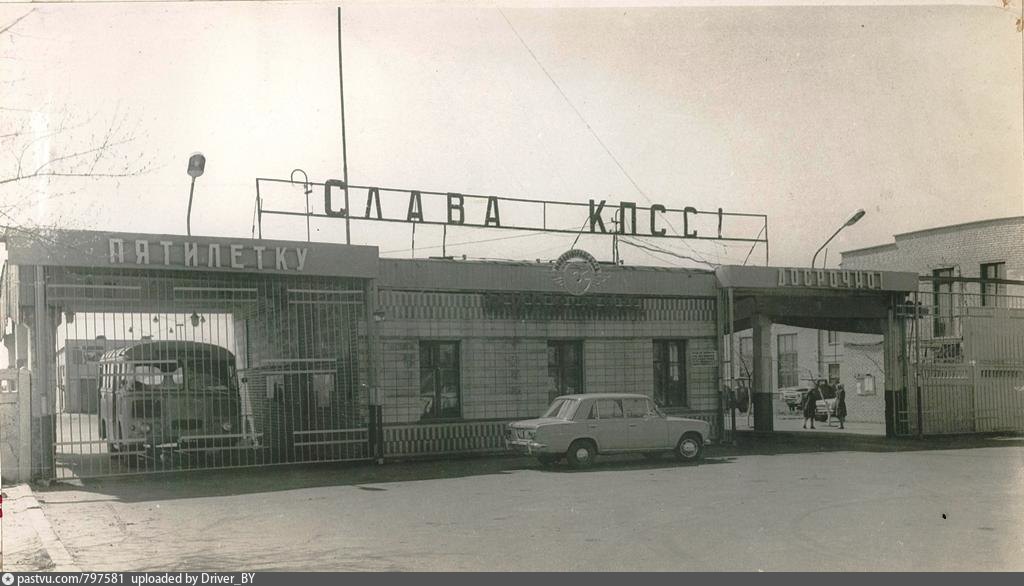 СЛАВА КПСС!
ПЯТИЛЕТКУ
ДОСРОЧНО!
pastvu.com/797581 uploaded by Driver_BY